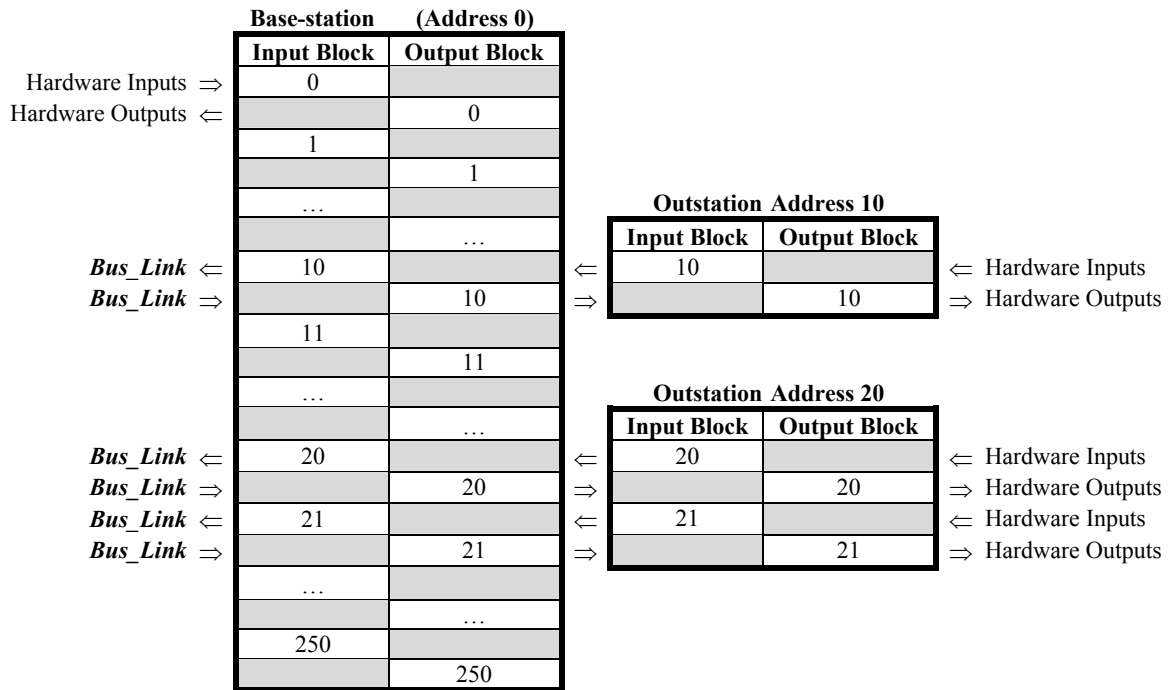 Base-station (Address 0)
Input Block Output Block
Hardware Inputs ⇒ 0
Hardware Outputs ⇐ 0
1
1
…
Outstation Address 10
…
Input Block Output Block
Bus_Link ⇐ 10 ⇐ 10 ⇐ Hardware Inputs
Bus_Link ⇒ 10 ⇒ 10 ⇒ Hardware Outputs
11
11
…
Outstation Address 20
…
Input Block Output Block
Bus_Link ⇐ 20 ⇐ 20 ⇐ Hardware Inputs
Bus_Link ⇒ 20 ⇒ 20 ⇒ Hardware Outputs
Bus_Link ⇐ 21 ⇐ 21 ⇐ Hardware Inputs
Bus_Link ⇒ 21 ⇒ 21 ⇒ Hardware Outputs
…
…
250
250